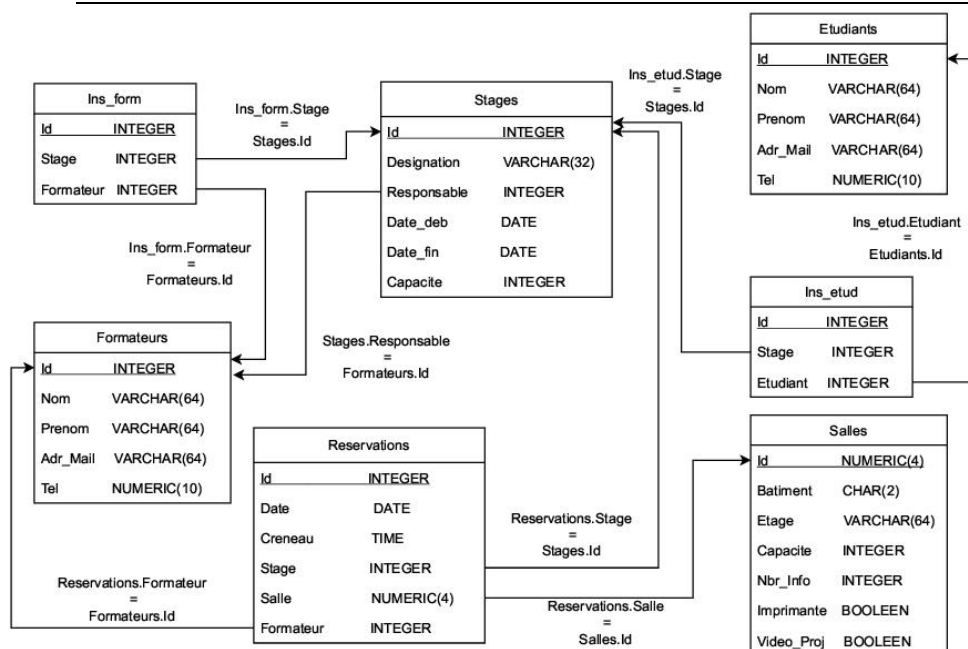 Etudiants
Id INTEGER
Nom VARCHAR(64)
Prenom VARCHAR(64)
Adr_Mail VARCHAR(64)
Tel NUMERIC(10)
Ins_form
Id INTEGER
Stage INTEGER
Formateur INTEGER
Ins_form.Stage
=
Stages.Id
Stages
Id INTEGER
Designation VARCHAR(32)
Responsable INTEGER
Date_deb DATE
Date_fin DATE
Capacite INTEGER
Ins_etud.Stage
=
Stages.Id
Ins_etud.Etudiant
=
Etudiants.Id
Ins_form.Formateur
=
Formateurs.Id
Ins_etud
Id INTEGER
Stage INTEGER
Etudiant INTEGER
Formateurs
Id INTEGER
Nom VARCHAR(64)
Prenom VARCHAR(64)
Adr_Mail VARCHAR(64)
Tel NUMERIC(10)
Stages.Responsable
=
Formateurs.Id
Reservations
Id INTEGER
Date DATE
Creneau TIME
Stage INTEGER
Salle NUMERIC(4)
Formateur INTEGER
Reservations.Stage
=
Stages.Id
Salles
Id NUMERIC(4)
Batiment CHAR(2)
Etage VARCHAR(64)
Capacite INTEGER
Nbr_Info INTEGER
Imprimante BOOLEEN
Video_Proj BOOLEEN
Reservations.Formateur
=
Formateurs.Id
Reservations.Salle
=
Salles.Id